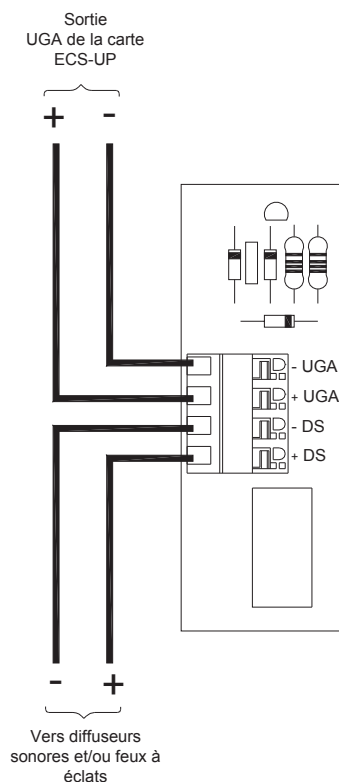 Sortie
UGA de la carte
ECS-UP
+ -
- UGA
+ UGA
- DS
+ DS
- +
Vers diffuseurs
sonores et/ou feux à
éclats